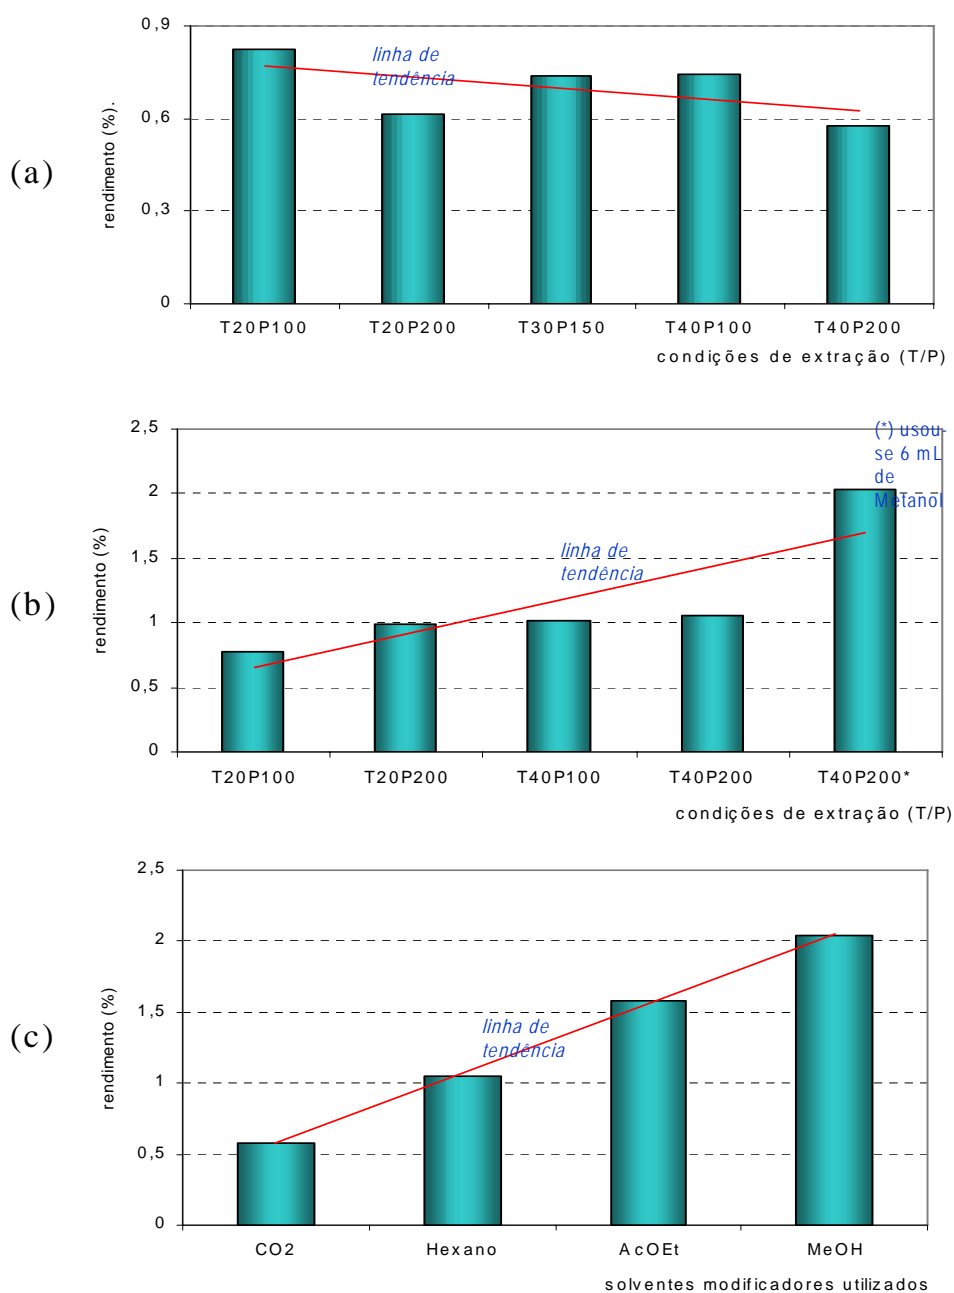 0,9
linha de
tendência
0,6
0,3
0
rendimento (%).
(a)
T20P100 T20P200 T30P150 T40P100 T40P200
condições de extração (T/P)
2,5
(*) usou-
se 6 mL
de
Metanol
2
1,5
linha de
tendência
1
0,5
0
rendimento (%)
(b)
T20P100 T20P200 T40P100 T40P200 T40P200*
condições de extração (T/P)
2,5
2
1,5
linha de
tendência
1
0,5
0
rendimento (%)
(c)
CO2 Hexano AcOEt MeOH
solventes modificadores utilizados